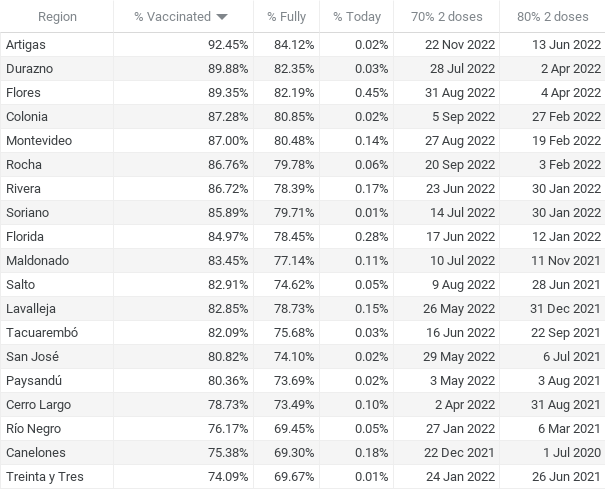 Region % Vaccinated % Fully % Today 70% 2 doses 80% 2 doses
Artigas 92.45% 84.12% 0.02% 22 Nov 2022 13 Jun 2022
Durazno 89.88% 82.35% 0.03% 28 Jul 2022 2 Apr 2022
Flores 89.35% 82.19% 0.45% 31 Aug 2022 4 Apr 2022
Colonia 87.28% 80.85% 0.02% 5 Sep 2022 27 Feb 2022
Montevideo 87.00% 80.48% 0.14% 27 Aug 2022 19 Feb 2022
Rocha 86.76% 79.78% 0.06% 20 Sep 2022 3 Feb 2022
Rivera 86.72% 78.39% 0.17% 23 Jun 2022 30 Jan 2022
Soriano 85.89% 79.71% 0.01% 14 Jul 2022 30 Jan 2022
Florida 84.97% 78.45% 0.28% 17 Jun 2022 12 Jan 2022
Maldonado 83.45% 77.14% 0.11% 10 Jul 2022 11 Nov 2021
Salto 82.91% 74.62% 0.05% 9 Aug 2022 28 Jun 2021
Lavalleja 82.85% 78.73% 0.15% 26 May 2022 31 Dec 2021
Tacuarembó 82.09% 75.68% 0.03% 16 Jun 2022 22 Sep 2021
San José 80.82% 74.10% 0.02% 29 May 2022 6 Jul 2021
Paysandú 80.36% 73.69% 0.02% 3 May 2022 3 Aug 2021
Cerro Largo 78.73% 73.49% 0.10% 2 Apr 2022 31 Aug 2021
Río Negro 76.17% 69.45% 0.05% 27 Jan 2022 6 Mar 2021
Canelones 75.38% 69.30% 0.18% 22 Dec 2021 1 Jul 2020
Treinta y Tres 74.09% 69.67% 0.01% 24 Jan 2022 26 Jun 2021